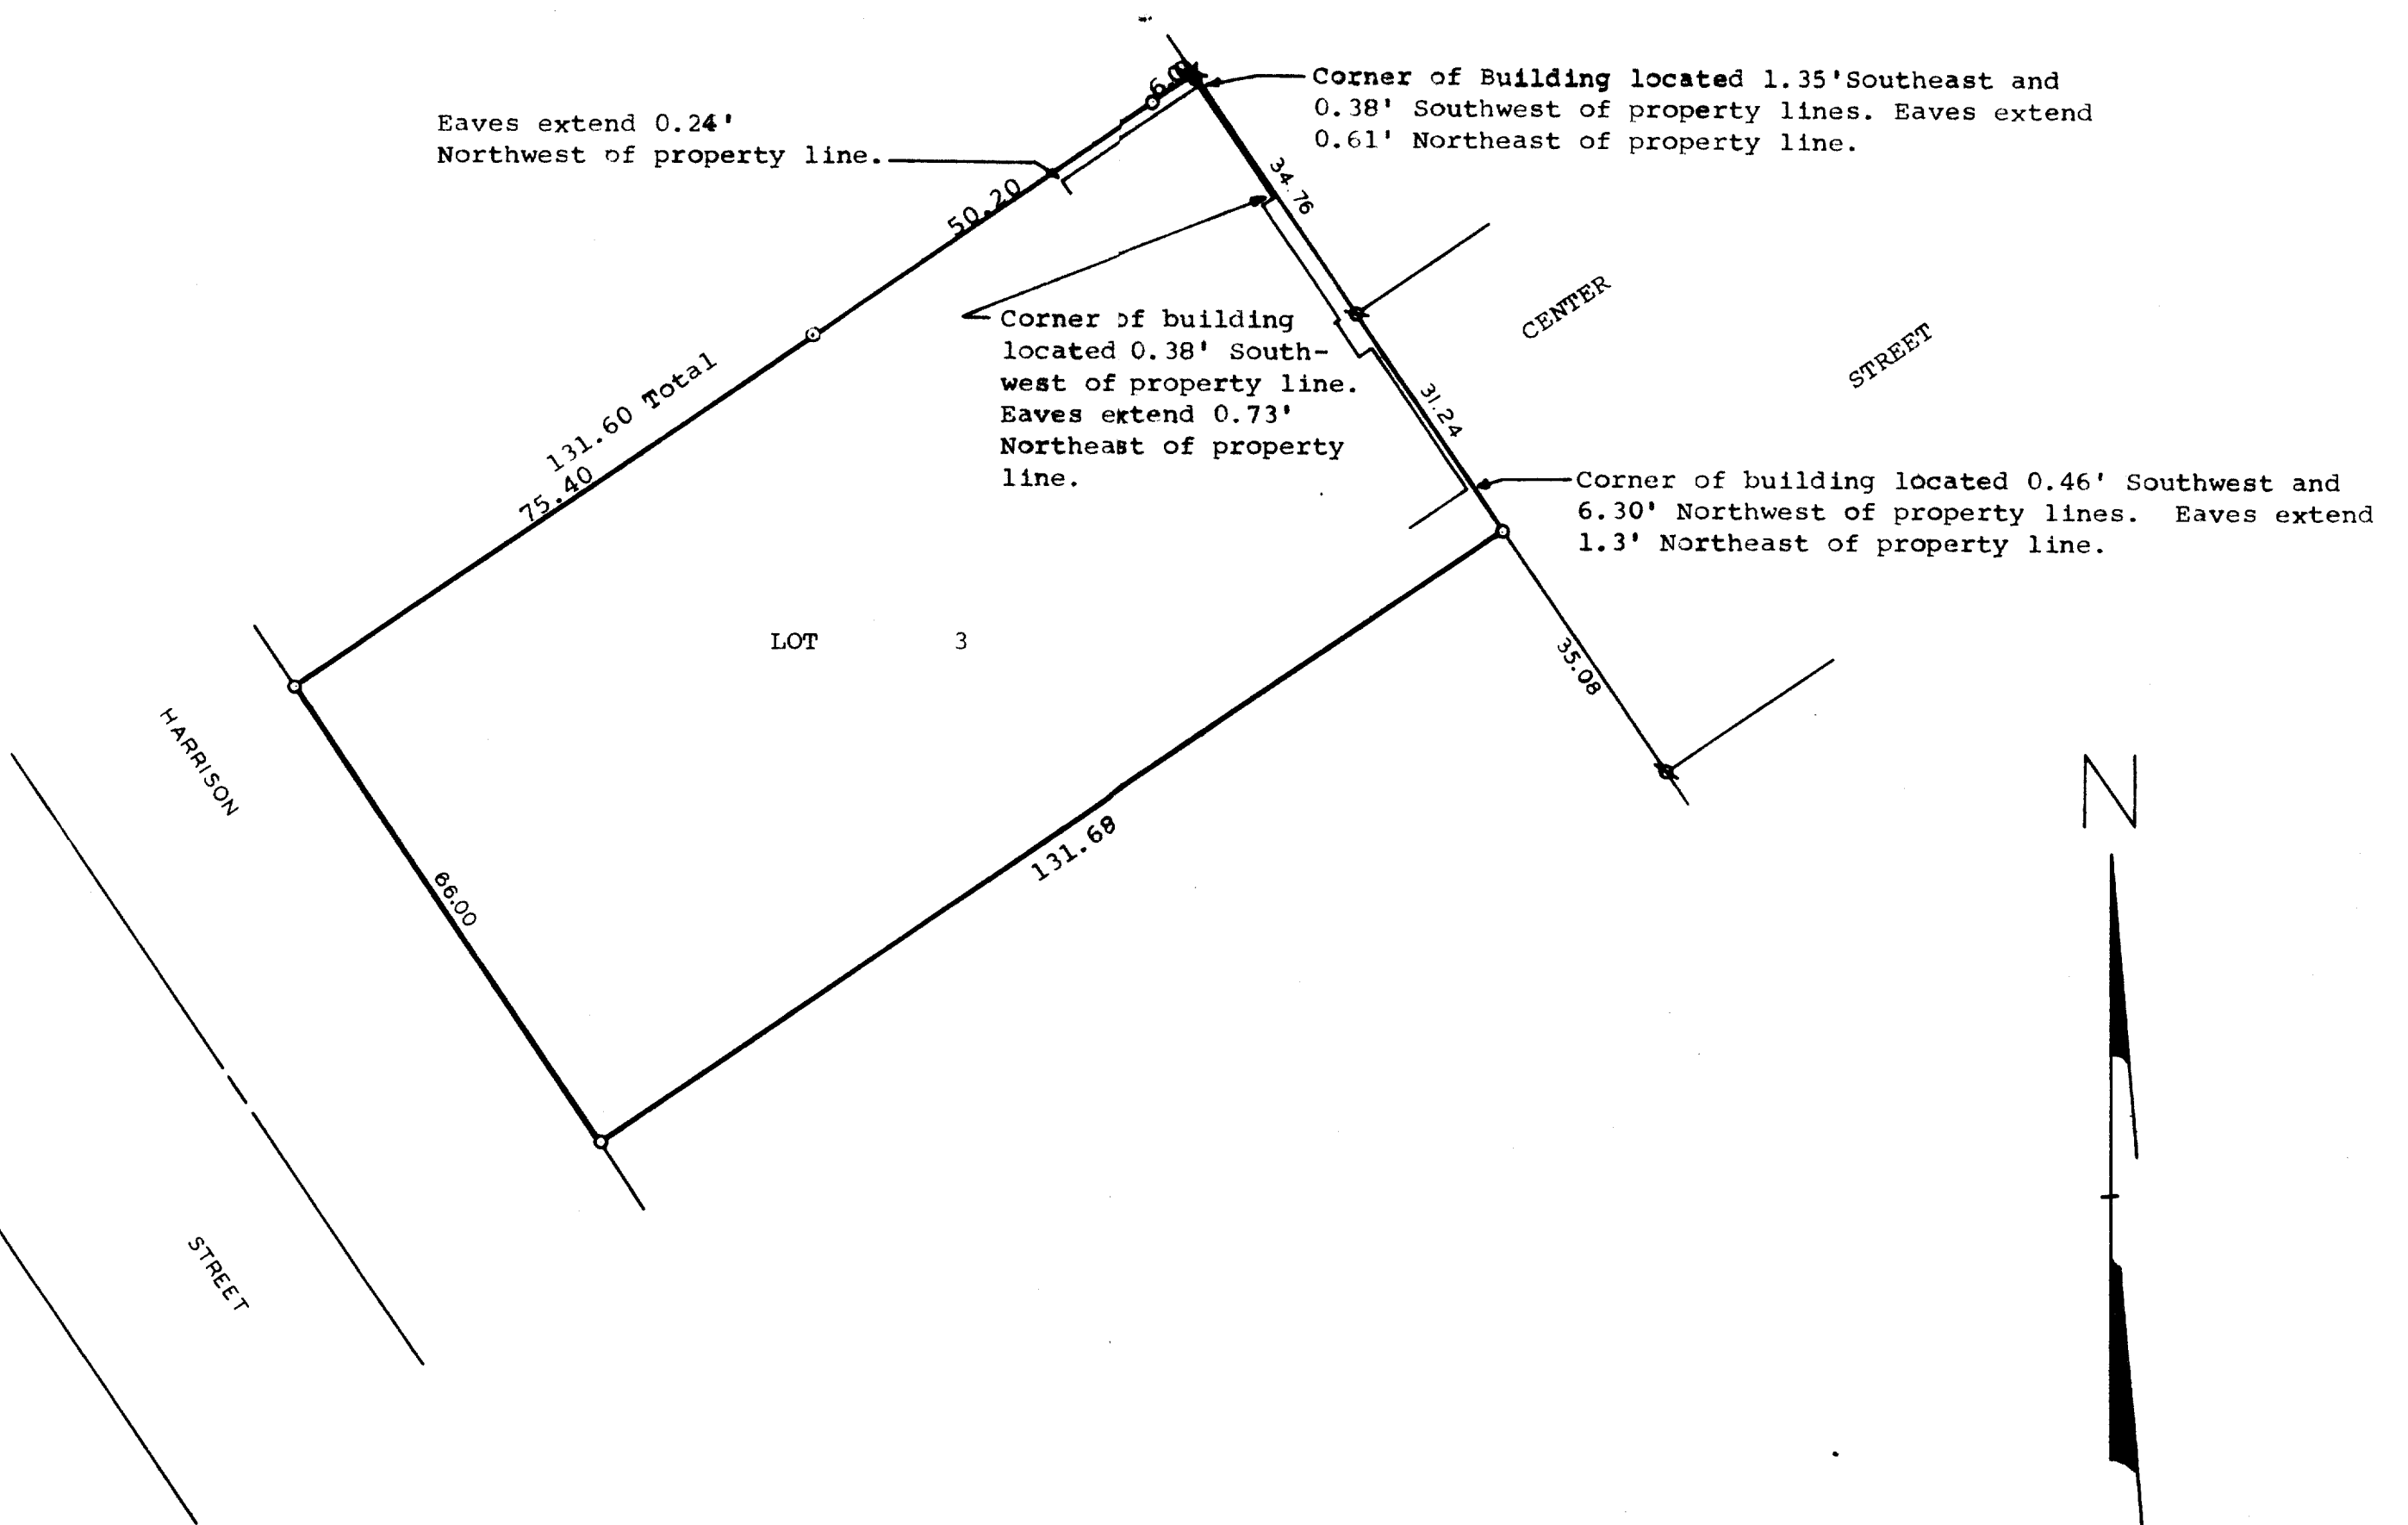 Corner of Building located 1.35'Southeast and
0.38' Southwest of property lines. Eaves extend
0.61' Northeast of property line.
Eaves extend 0.24'
Northwest of property line.
50.20
34.76
Corner of building
located 0.38' South-
west of property line.
Eaves extend 0.73'
Northeast of property
line.
CENTER
STREET
131.60 Total
75.40
31.24
Corner of building located 0.46' Southwest and
6.30' Northwest of property lines. Eaves extend
1.3' Northeast of property line.
LOT 3
35.08
HARRISON
STREET
66.00
131.68
N